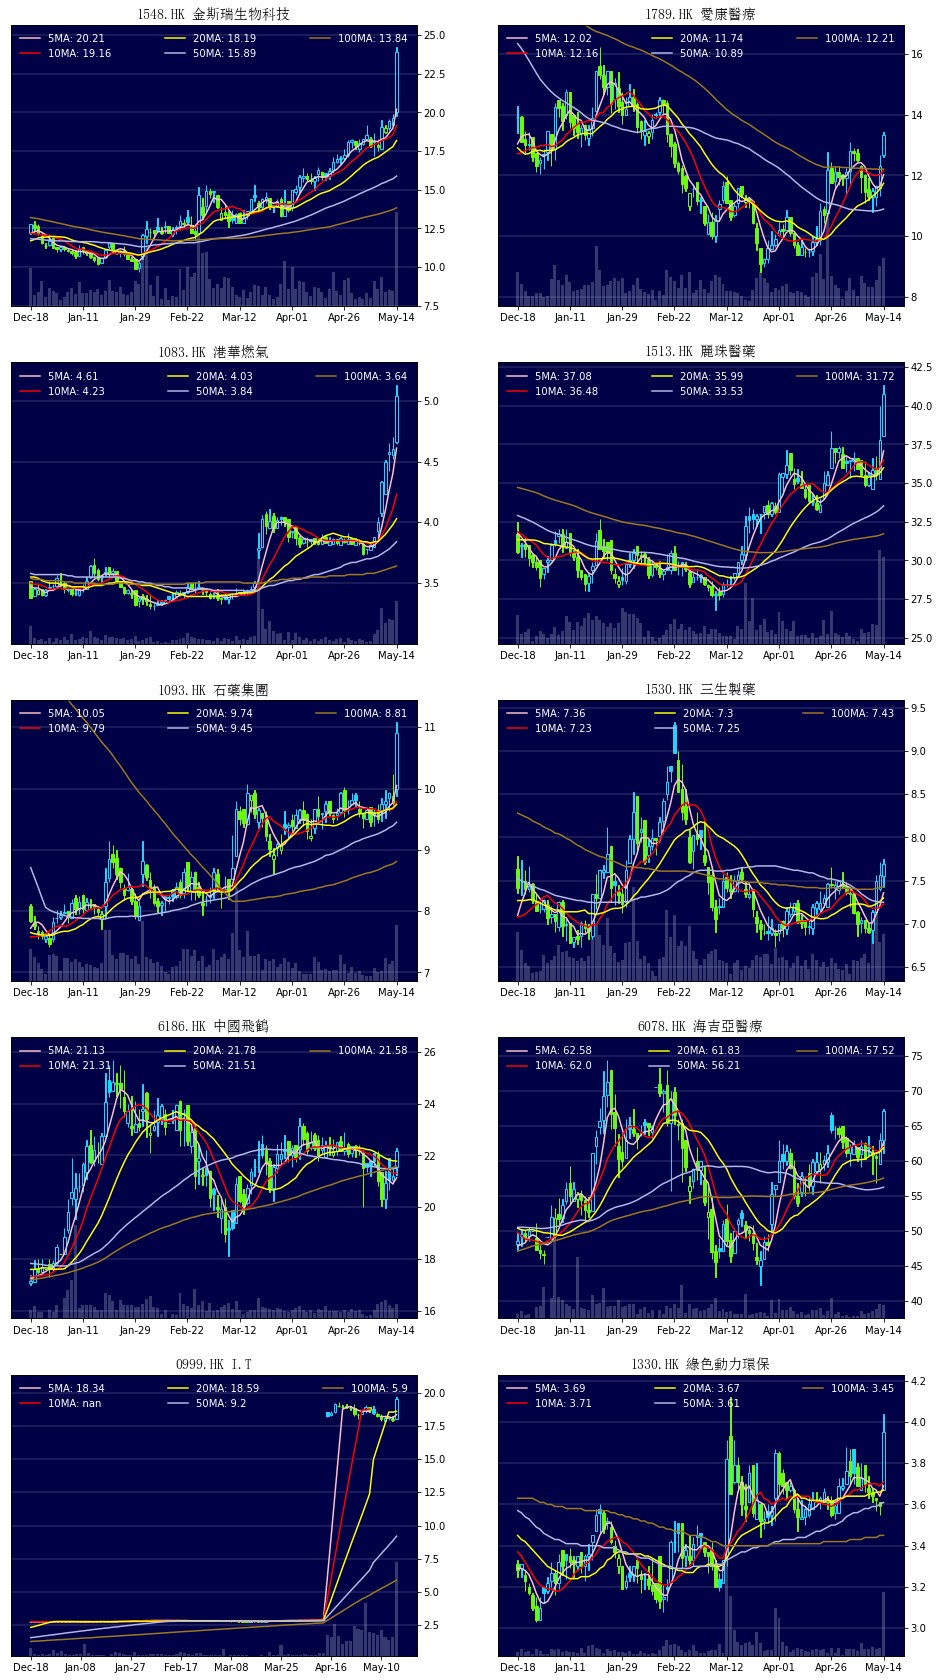 1548.HK 金斯瑞生物科技
5MA: 20.21 20MA: 18.19 100MA: 13.84
10MA: 19.16 50MA: 15.89
25.0
22.5
20.0
17.5
15.0
12.5
10.0
7.5
Dec-18 Jan-11 Jan-29 Feb-22 Mar-12 Apr-01 Apr-26 May-14
1789.HK 愛康醫療
5MA: 12.02 20MA: 11.74 100MA: 12.21
10MA: 12.16 50MA: 10.89
16
14
12
10
8
Dec-18 Jan-11 Jan-29 Feb-22 Mar-12 Apr-01 Apr-26 May-14
1083.HK 港華燃氣
5MA: 4.61 20MA: 4.03 100MA: 3.64
10MA: 4.23 50MA: 3.84
5.0
4.5
4.0
3.5
Dec-18 Jan-11 Jan-29 Feb-22 Mar-12 Apr-01 Apr-26 May-14
1513.HK 麗珠醫藥
5MA: 37.08 20MA: 35.99 100MA: 31.72
10MA: 36.48 50MA: 33.53
42.5
40.0
37.5
35.0
32.5
30.0
27.5
25.0
Dec-18 Jan-11 Jan-29 Feb-22 Mar-12 Apr-01 Apr-26 May-14
1093.HK 石藥集團
5MA: 10.05 20MA: 9.74 100MA: 8.81
10MA: 9.79 50MA: 9.45
11
10
9
8
7
Dec-18 Jan-11 Jan-29 Feb-22 Mar-12 Apr-01 Apr-26 May-14
1530.HK 三生製藥
5MA: 7.36 20MA: 7.3 100MA: 7.43
10MA: 7.23 50MA: 7.25
9.5
9.0
8.5
8.0
7.5
7.0
6.5
Dec-18 Jan-11 Jan-29 Feb-22 Mar-12 Apr-01 Apr-26 May-14
6186.HK 中國飛鶴
5MA: 21.13 20MA: 21.78 100MA: 21.58
10MA: 21.31 50MA: 21.51
26
24
22
20
18
16
Dec-18 Jan-11 Jan-29 Feb-22 Mar-12 Apr-01 Apr-26 May-14
6078.HK 海吉亞醫療
5MA: 62.58 20MA: 61.83 100MA: 57.52
10MA: 62.0 50MA: 56.21
75
70
65
60
55
50
45
40
Dec-18 Jan-11 Jan-29 Feb-22 Mar-12 Apr-01 Apr-26 May-14
0999.HK I.T
5MA: 18.34 20MA: 18.59 100MA: 5.9
10MA: nan 50MA: 9.2
20.0
17.5
15.0
12.5
10.0
7.5
5.0
2.5
Dec-18 Jan-08 Jan-27 Feb-17 Mar-08 Mar-25 Apr-16 May-10
1330.HK 綠色動力環保
5MA: 3.69 20MA: 3.67 100MA: 3.45
10MA: 3.71 50MA: 3.61
4.2
4.0
3.8
3.6
3.4
3.2
3.0
Dec-18 Jan-11 Jan-29 Feb-22 Mar-12 Apr-01 Apr-26 May-14